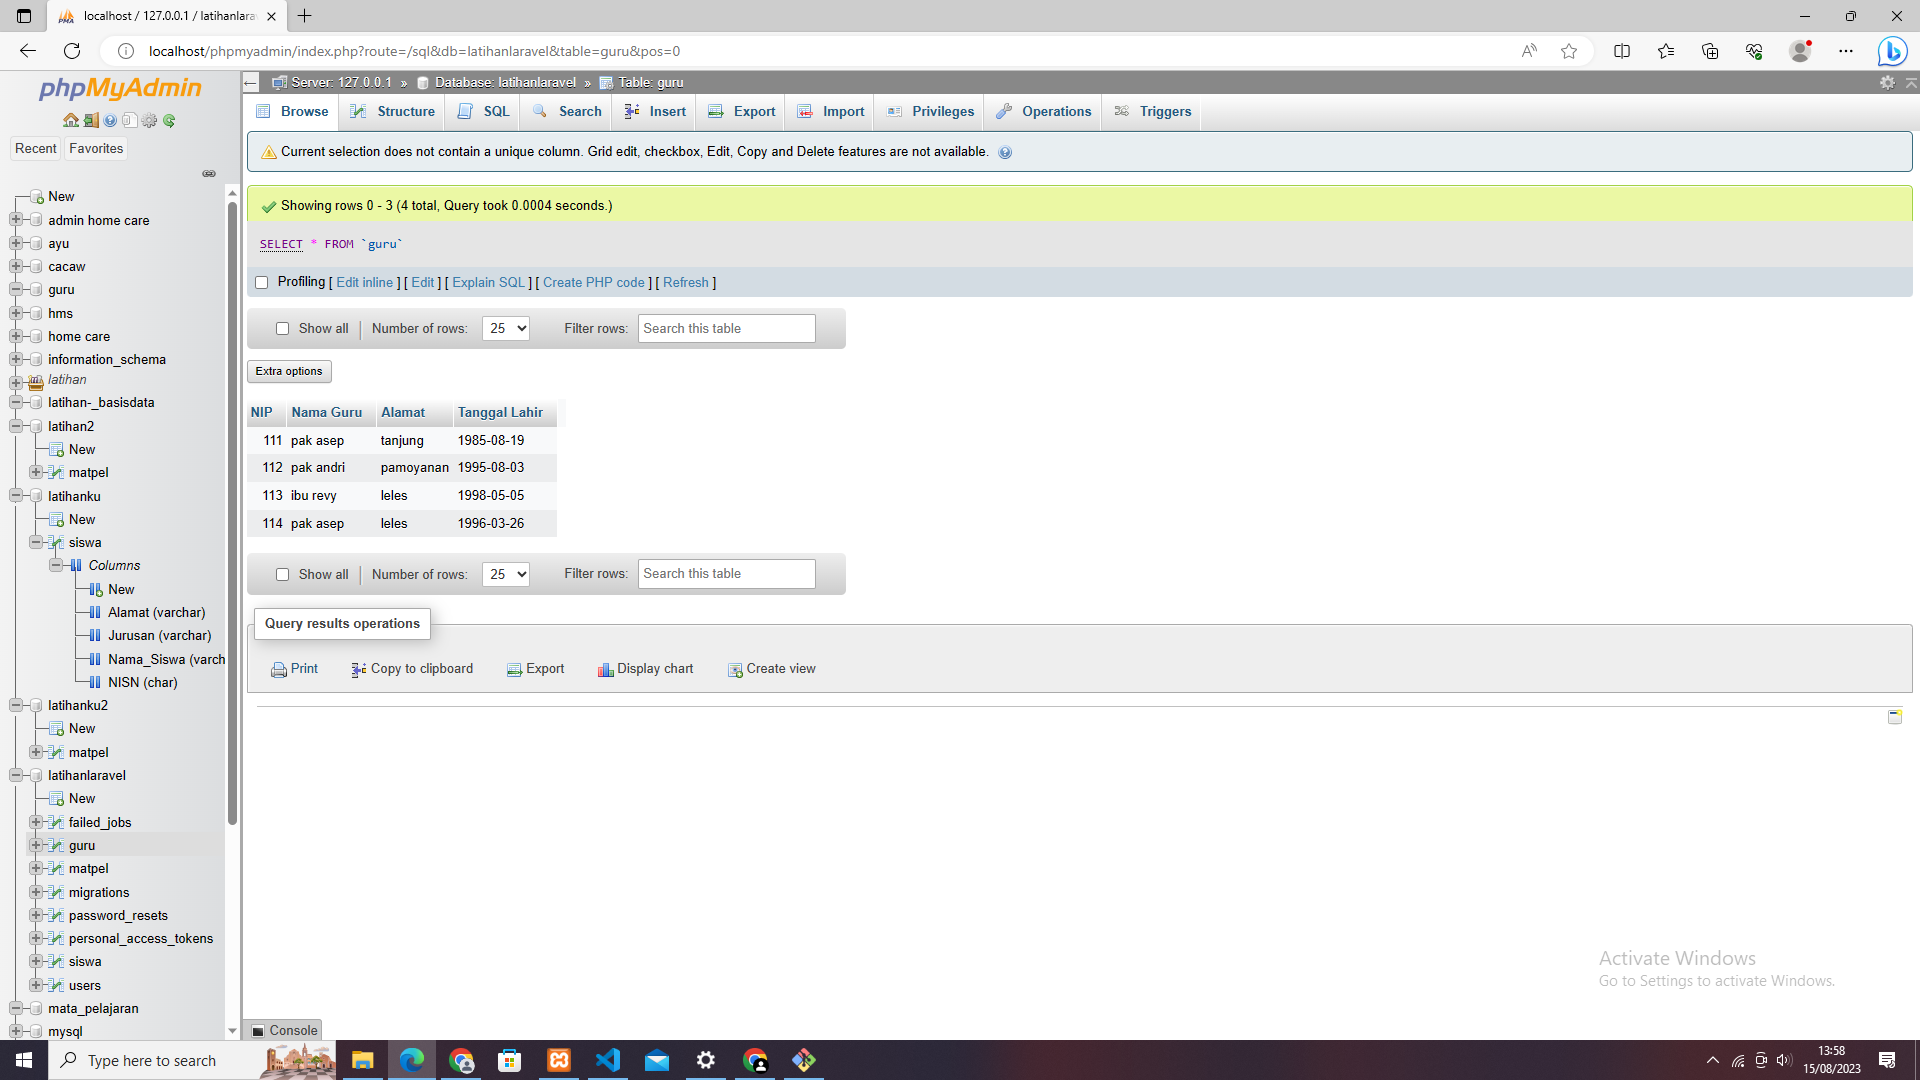 localhost / 127.0.0.1 / latihanlarav
localhost/phpmyadmin/index.php?route=/sql&db=latihanlaravel&table=guru&pos=0
phpMyAdmin
Recent Favorites
New
admin home care
ayu
cacaw
guru
hms
home care
information_schema
latihan
latihan-_basisdata
latihan2
New
matpel
latihanku
New
siswa
Columns
New
Alamat (varchar)
Jurusan (varchar)
Nama_Siswa (varch
NISN (char)
latihanku2
New
matpel
latihanlaravel
New
failed_jobs
guru
matpel
migrations
password_resets
personal_access_tokens
siswa
users
mata_pelajaran
mysql
Server: 127.0.0.1 » Database: latihanlaravel » Table: guru
Browse Structure SQL Search Insert Export Import Privileges Operations Triggers
Current selection does not contain a unique column. Grid edit, checkbox, Edit, Copy and Delete features are not available.
Showing rows 0 - 3 (4 total, Query took 0.0004 seconds.)
SELECT * FROM `guru`
Profiling [ Edit inline ] [ Edit ] [ Explain SQL ] [ Create PHP code ] [ Refresh ]
Show all Number of rows: 25 Filter rows: Search this table
Extra options
NIP Nama Guru Alamat Tanggal Lahir
111 pak asep tanjung 1985-08-19
112 pak andri pamoyanan 1995-08-03
113 ibu revy leles 1998-05-05
114 pak asep leles 1996-03-26
Show all Number of rows: 25 Filter rows: Search this table
Query results operations
Print Copy to clipboard Export Display chart Create view
Activate Windows
Go to Settings to activate Windows.
Console
Type here to search
13:58
15/08/2023